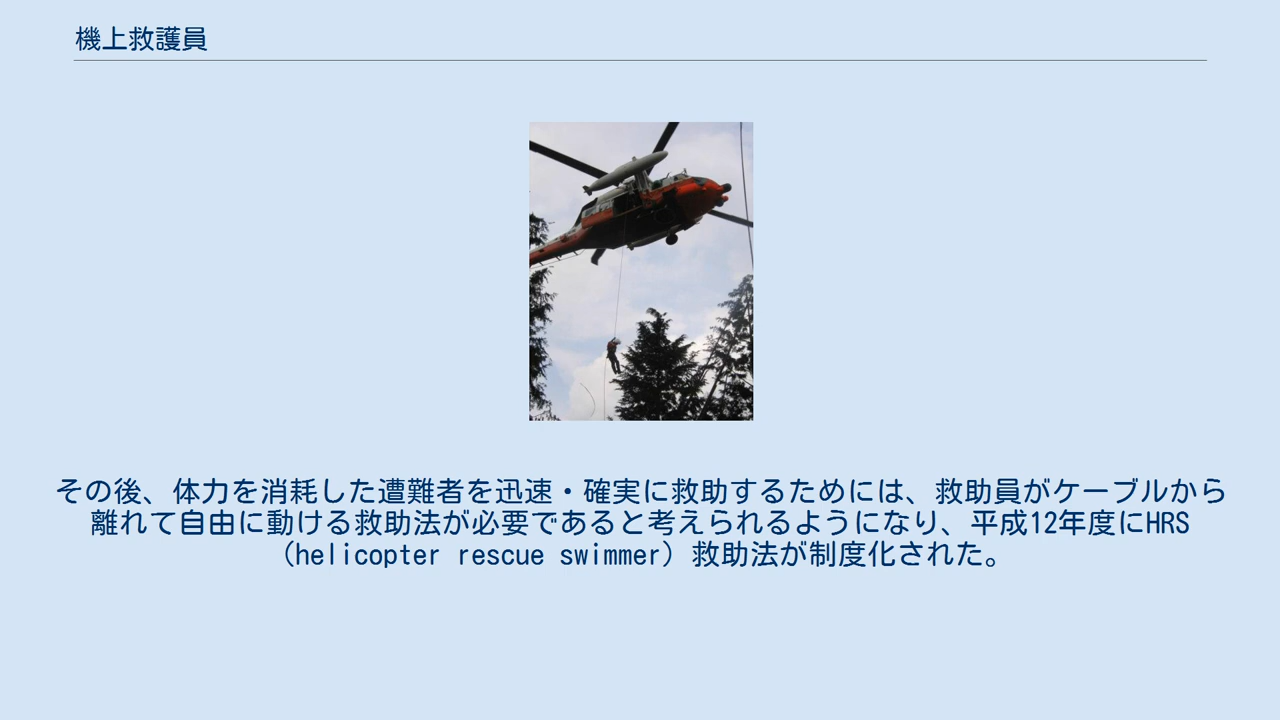 機上救護員
その後、体力を消耗した遭難者を迅速・確実に救助するためには、救助員がケーブルから
離れて自由に動ける救助法が必要であると考えられるようになり、平成12年度にHRS
（helicopter rescue swimmer）救助法が制度化された。